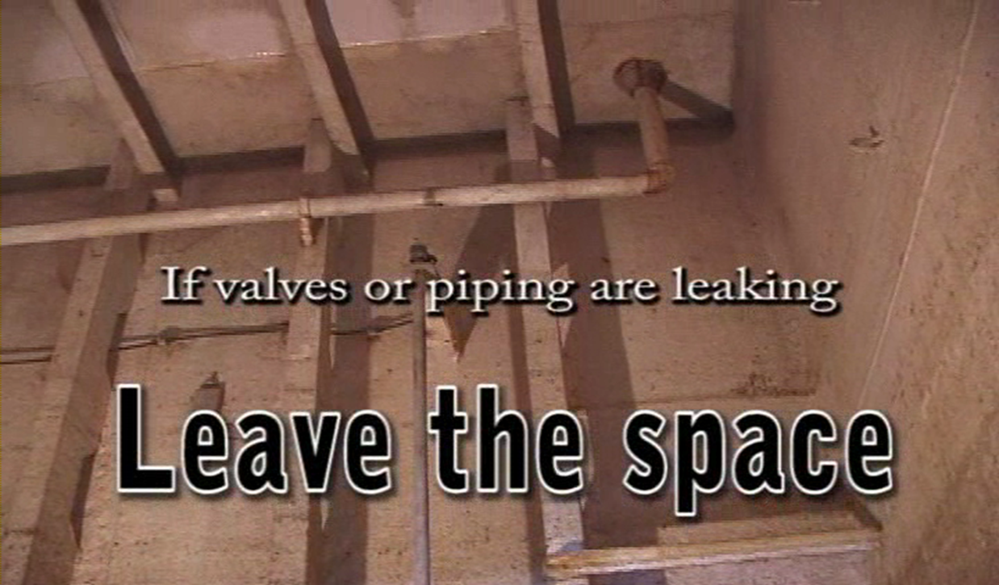 If valves or piping are leaking
Leave the space